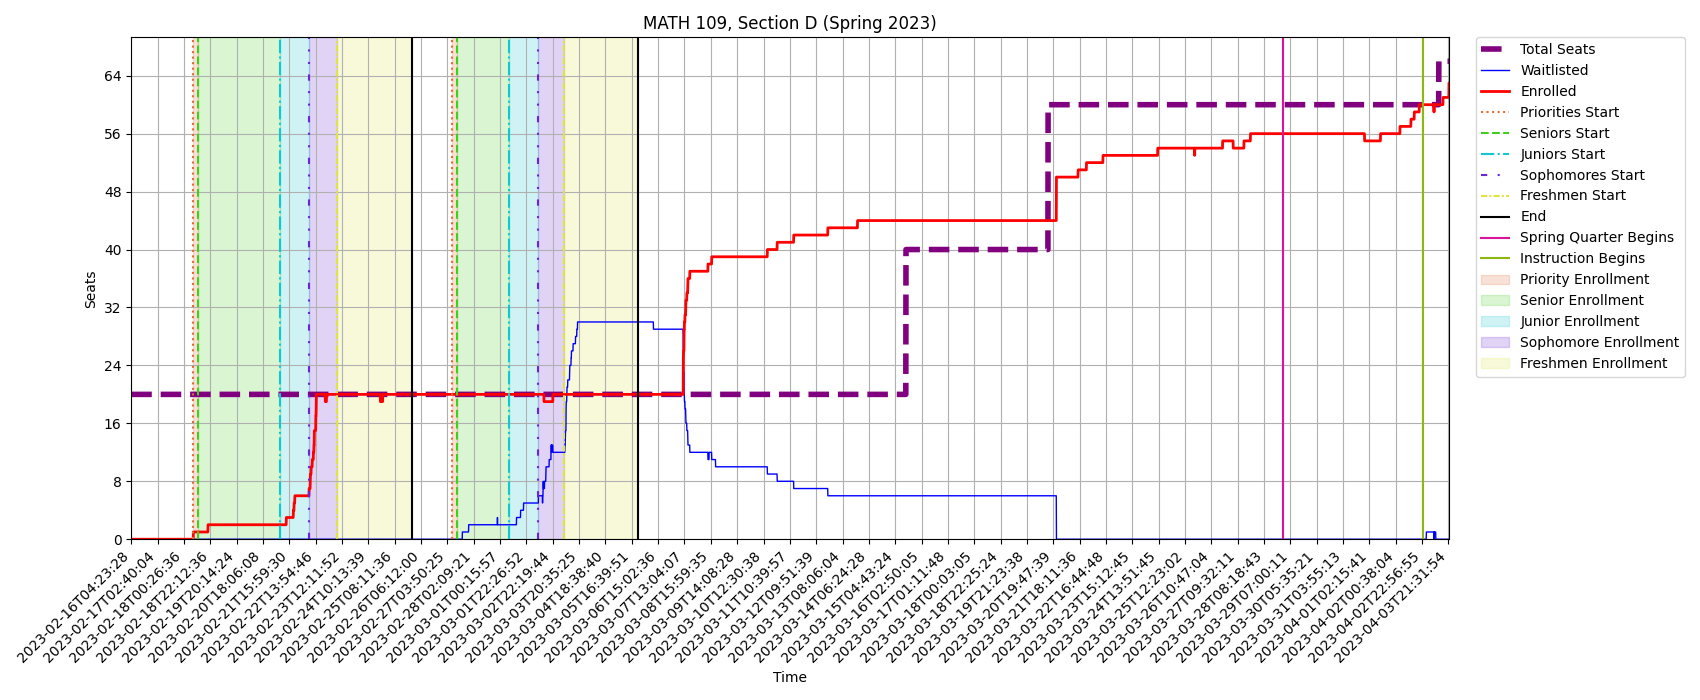 MATH 109, Section D (Spring 2023)
Seats
64
56
48
40
32
24
16
8
0
2023-02-16T04:23:28
2023-02-17T02:40:04
2023-02-18T00:26:36
2023-02-18T22:12:36
2023-02-19T20:14:24
2023-02-20T18:06:08
2023-02-21T15:59:30
2023-02-22T13:54:46
2023-02-23T12:11:52
2023-02-24T10:13:39
2023-02-25T08:11:36
2023-02-26T06:12:00
2023-02-27T03:50:25
2023-02-28T02:09:21
2023-03-01T00:15:57
2023-03-01T22:26:52
2023-03-02T22:19:44
2023-03-03T20:35:25
2023-03-04T18:38:40
2023-03-05T16:39:51
2023-03-06T15:02:36
2023-03-07T13:04:07
2023-03-08T15:59:35
2023-03-09T14:08:28
2023-03-10T12:30:38
2023-03-11T10:39:57
2023-03-12T09:51:39
2023-03-13T08:06:04
2023-03-14T06:24:28
2023-03-15T04:43:24
2023-03-16T02:50:05
2023-03-17T01:11:48
2023-03-18T00:03:05
2023-03-18T22:25:24
2023-03-19T21:23:38
2023-03-20T19:47:39
2023-03-21T18:11:36
2023-03-22T16:44:48
2023-03-23T15:12:45
2023-03-24T13:51:45
2023-03-25T12:23:02
2023-03-26T10:47:04
2023-03-27T09:32:11
2023-03-28T08:18:43
2023-03-29T07:00:11
2023-03-30T05:35:21
2023-03-31T03:55:13
2023-04-01T02:15:41
2023-04-02T00:38:04
2023-04-02T22:56:55
2023-04-03T21:31:54
Time
Total Seats
Waitlisted
Enrolled
Priorities Start
Seniors Start
Juniors Start
Sophomores Start
Freshmen Start
End
Spring Quarter Begins
Instruction Begins
Priority Enrollment
Senior Enrollment
Junior Enrollment
Sophomore Enrollment
Freshmen Enrollment